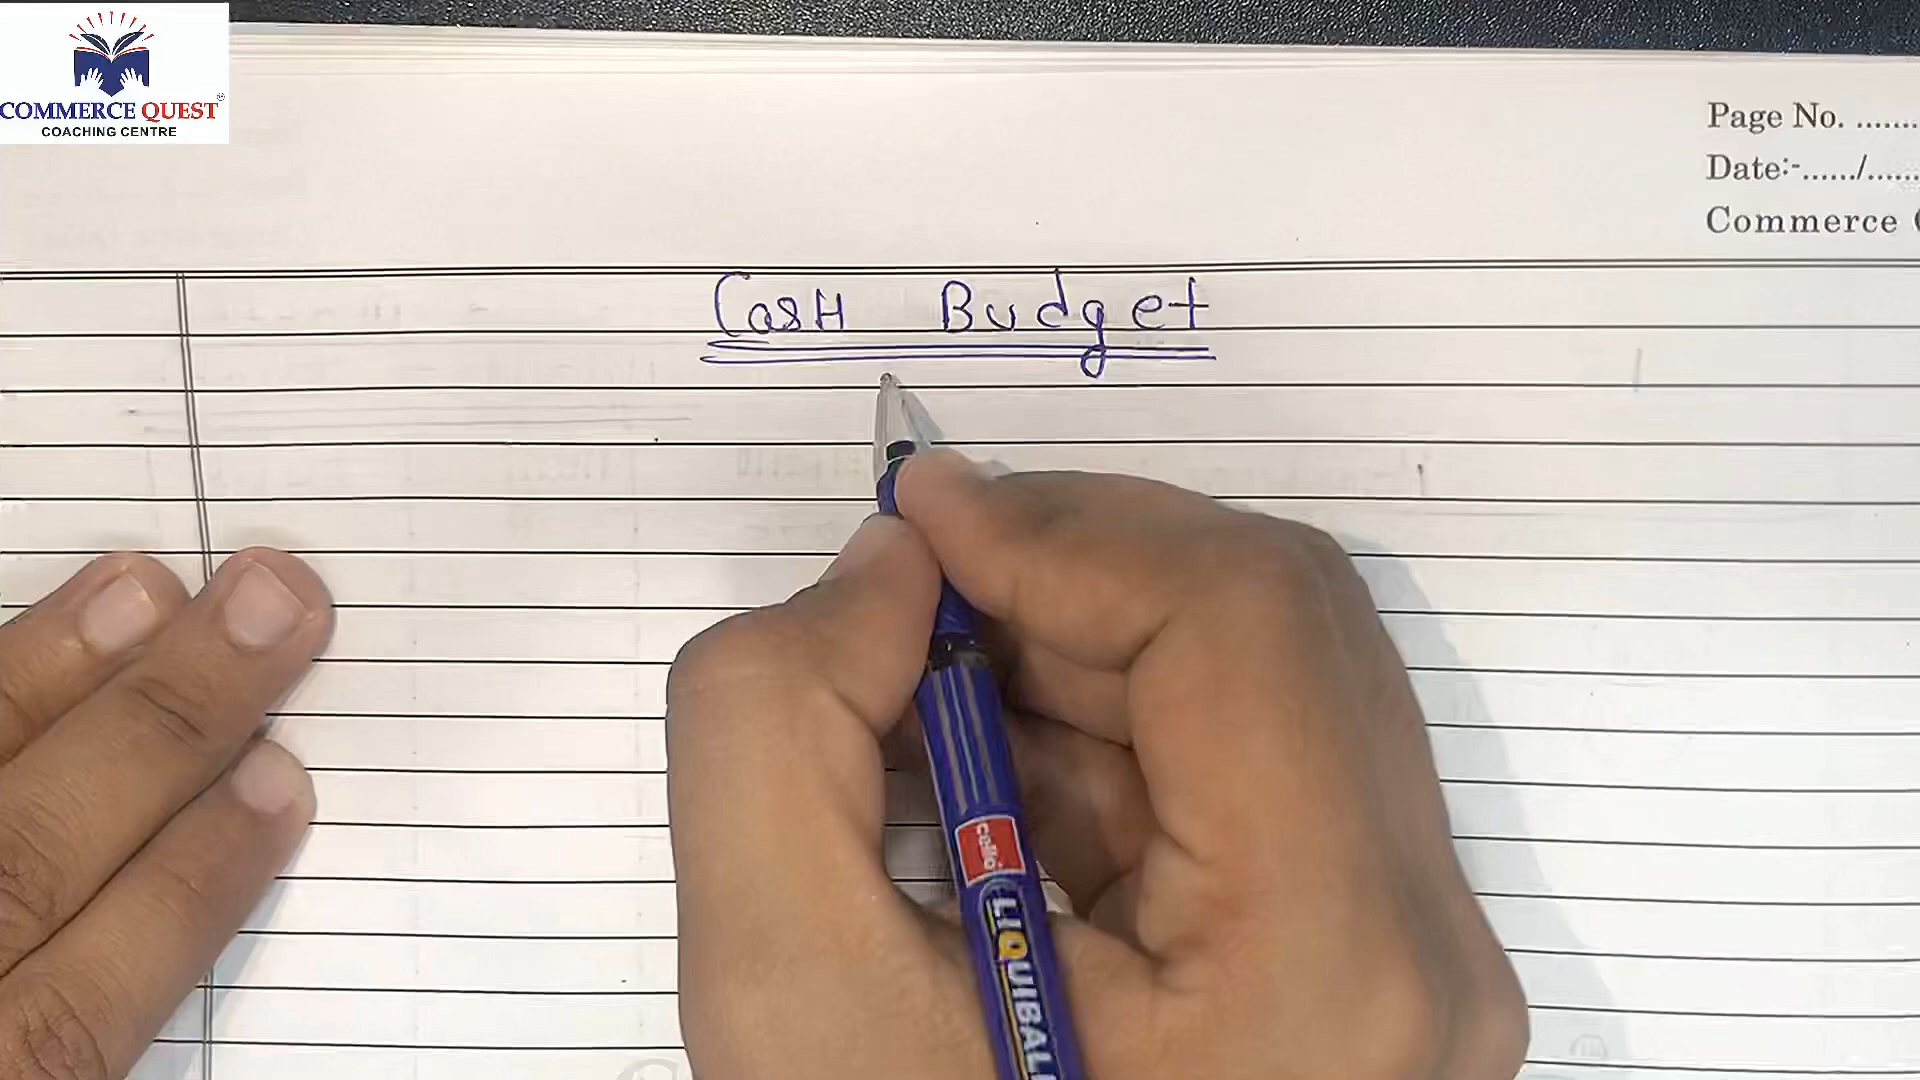 COMMERCE QUEST
COACHING CENTRE
Page No. .......
Date:-....../......
Commerce
CasH Budget
cello
LIQUIBALL